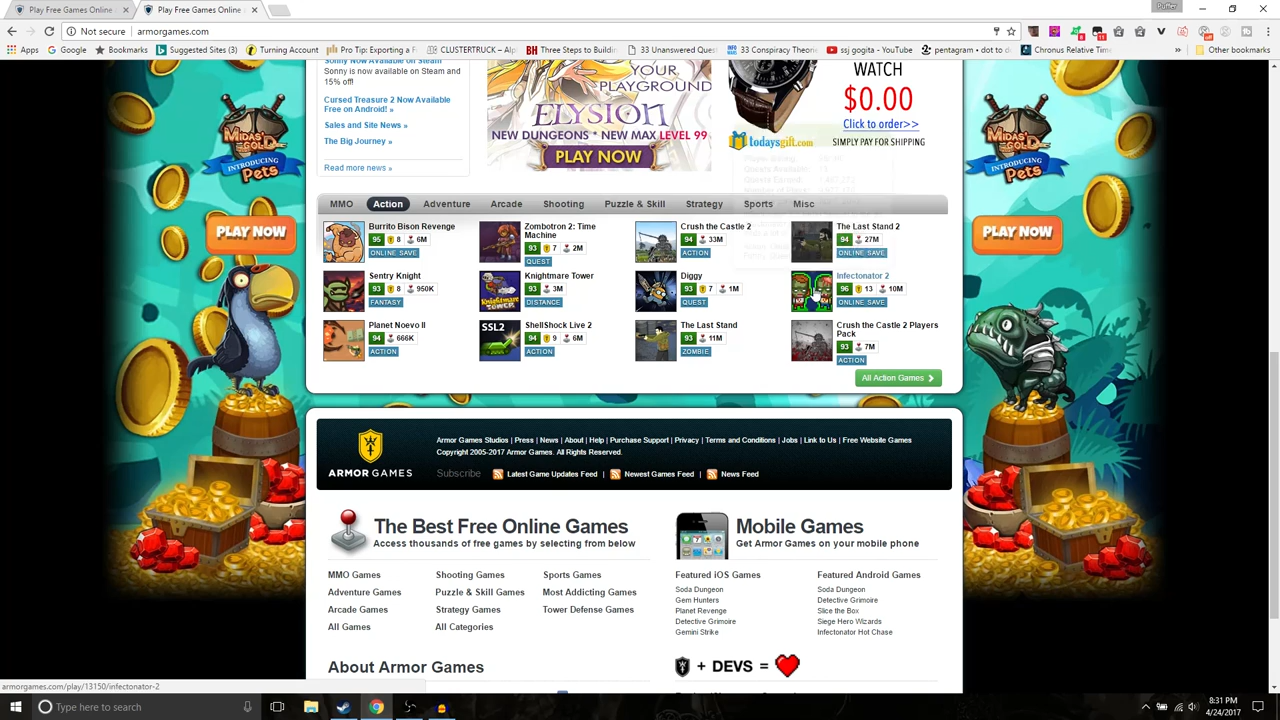 Play Free Games Online
Play Free Games Online
Puffer
Not secure | armorgames.com
Apps Google Bookmarks Suggested Sites (3) Turning Account Pro Tip: Exporting a F CLUSTERTRUCK — A Three Steps to Buildin 33 Unanswered Quest 33 Conspiracy Theorie ssj gogita - YouTube pentagram • dot to d Chronus Relative Time » Other bookmarks
Sonny Now Available on Steam
Sonny is now available on Steam and
15% off!
Cursed Treasure 2 Now Available
Free on Android! »
Sales and Site News »
The Big Journey »
Read more news »
YOUR
PLAYGROUND
ELYSION
NEW DUNGEONS • NEW MAX LEVEL 99
PLAY NOW
WATCH
$0.00
Click to order>>
todaysgift.com SIMPLY PAY FOR SHIPPING
MIDAS' GOLD
INTRODUCING
Pets
PLAY NOW
MIDAS' GOLD
INTRODUCING
Pets
PLAY NOW
MMO Action Adventure Arcade Shooting Puzzle & Skill Strategy Sports Misc
Burrito Bison Revenge
95 8 6M
ONLINE SAVE
Zombotron 2: Time
Machine
93 7 2M
QUEST
Crush the Castle 2
94 33M
ACTION
The Last Stand 2
94 27M
ONLINE SAVE
Sentry Knight
93 8 950K
FANTASY
Knightmare Tower
93 3M
DISTANCE
Diggy
93 7 1M
QUEST
Infectonator 2
96 13 10M
ONLINE SAVE
Planet Noevo II
94 666K
ACTION
SSL2
ShellShock Live 2
94 9 6M
ACTION
The Last Stand
93 11M
ZOMBIE
Crush the Castle 2 Players
Pack
93 7M
ACTION
All Action Games
ARMOR GAMES
Armor Games Studios | Press | News | About | Help | Purchase Support | Privacy | Terms and Conditions | Jobs | Link to Us | Free Website Games
Copyright 2005-2017 Armor Games. All Rights Reserved.
Subscribe Latest Game Updates Feed | Newest Games Feed | News Feed
The Best Free Online Games
Access thousands of free games by selecting from below
MMO Games Shooting Games Sports Games
Adventure Games Puzzle & Skill Games Most Addicting Games
Arcade Games Strategy Games Tower Defense Games
All Games All Categories
Mobile Games
Get Armor Games on your mobile phone
Featured iOS Games
Soda Dungeon
Gem Hunters
Planet Revenge
Detective Grimoire
Gemini Strike
Featured Android Games
Soda Dungeon
Detective Grimoire
Slice the Box
Siege Hero Wizards
Infectonator Hot Chase
About Armor Games
+ DEVS =
armorgames.com/play/13150/infectonator-2
Type here to search
8:31 PM
4/24/2017